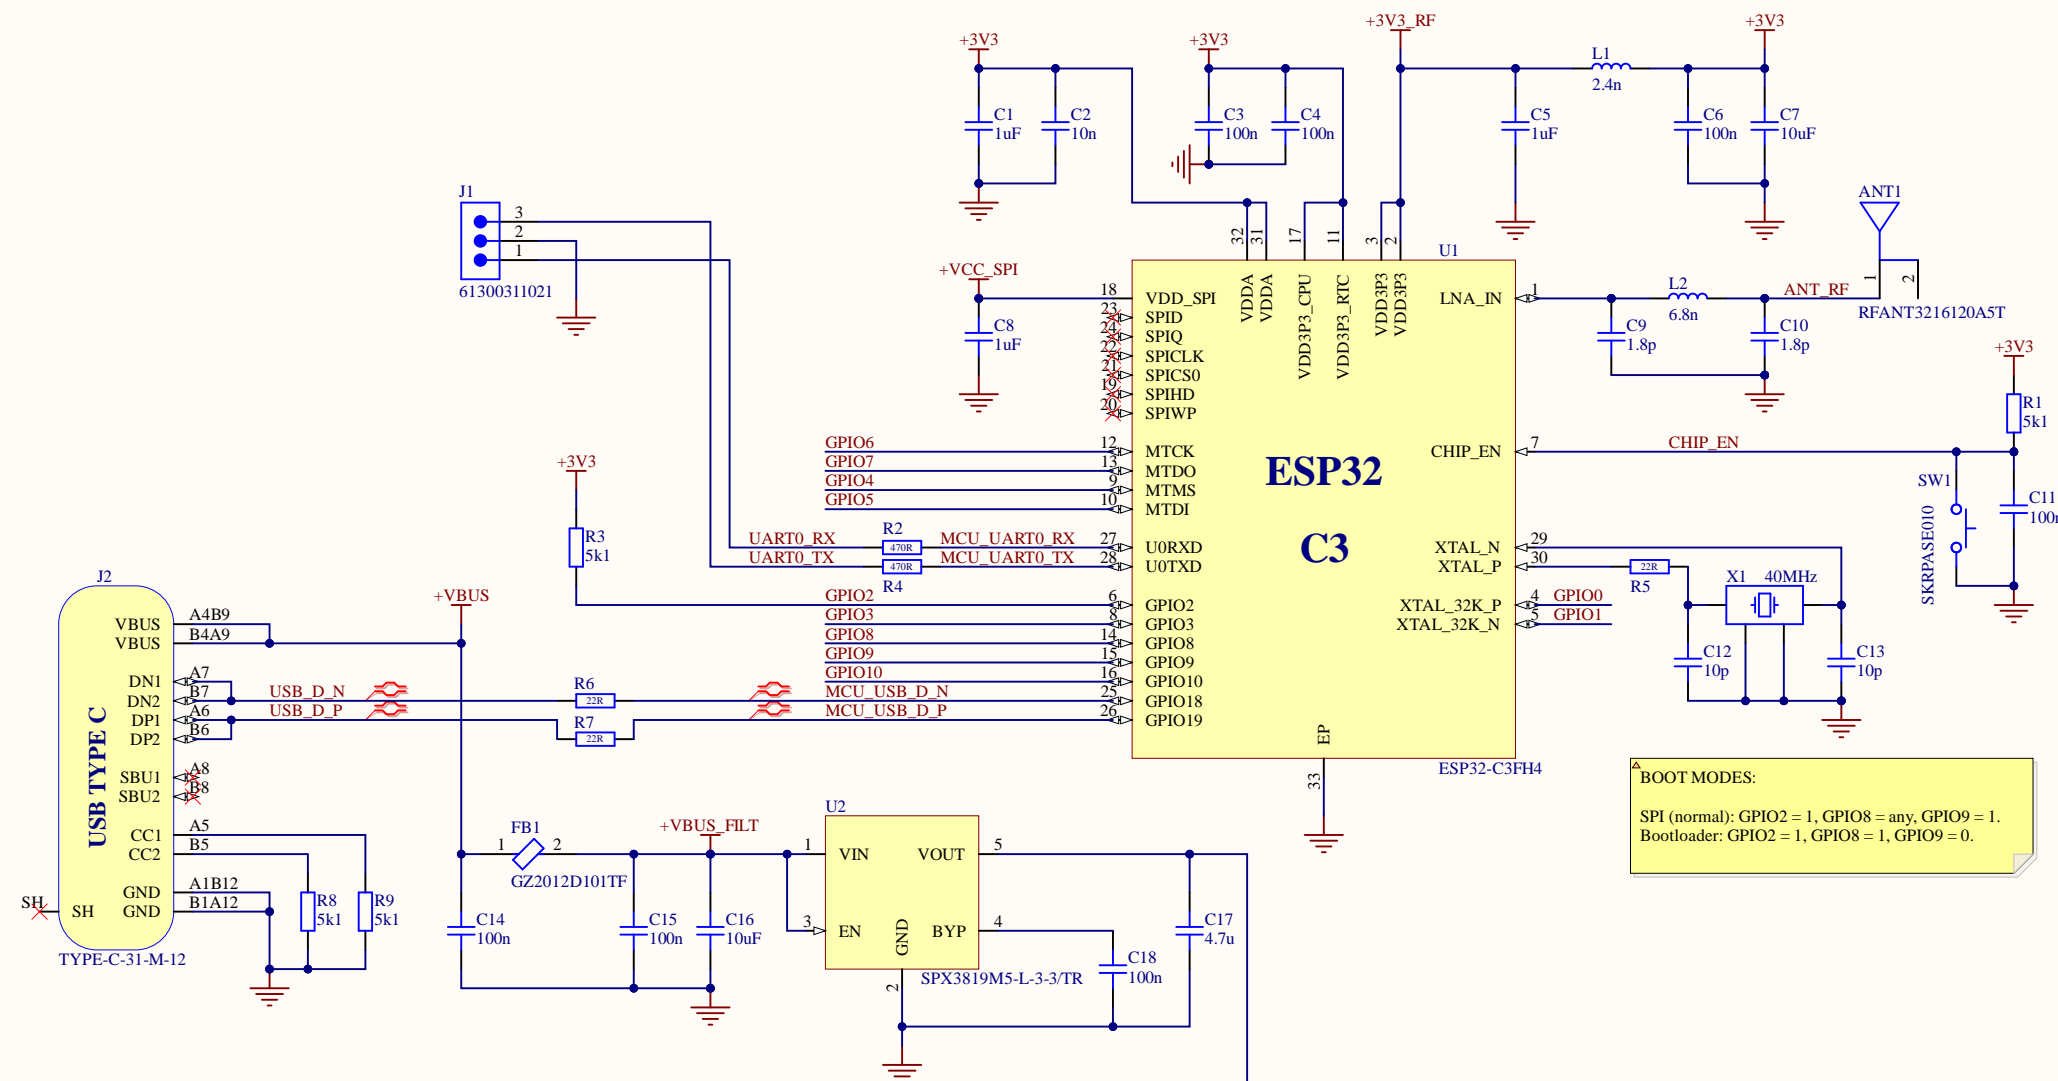 +3V3
C1
1uF
C2
10n
+3V3
C3
100n
C4
100n
+3V3_RF
C5
1uF
L1
2.4n
+3V3
C6
100n
C7
10uF
J1
3
2
1
61300311021
+VCC_SPI
C8
1uF
U1
32
31
17
11
3
2
VDDA
VDDA
VDD3P3_CPU
VDD3P3_RTC
VDD3P3
VDD3P3
18 VDD_SPI
23 SPID
24 SPIQ
22 SPICLK
21 SPICS0
19 SPIHD
20 SPIWP
GPIO6 12 MTCK
GPIO7 13 MTDO
GPIO4 9 MTMS
GPIO5 10 MTDI
UART0_RX R2 470R MCU_UART0_RX 27 U0RXD
UART0_TX 470R R4 MCU_UART0_TX 28 U0TXD
GPIO2 6 GPIO2
GPIO3 8 GPIO3
GPIO8 14 GPIO8
GPIO9 15 GPIO9
GPIO10 16 GPIO10
MCU_USB_D_N 25 GPIO18
MCU_USB_D_P 26 GPIO19
ESP32
C3
LNA_IN 1
CHIP_EN 7 CHIP_EN
XTAL_N 29
XTAL_P 30
XTAL_32K_P 4 GPIO0
XTAL_32K_N 5 GPIO1
EP
33
ESP32-C3FH4
L2
6.8n
C9
1.8p
C10
1.8p
ANT_RF
ANT1
1
2
RFANT3216120A5T
+3V3
R1
5k1
SW1
SKRPASE010
C11
100n
22R
R5
X1 40MHz
C12
10p
C13
10p
+3V3
R3
5k1
J2
USB TYPE C
VBUS A4B9
VBUS B4A9
DN1 A7
DN2 B7
DP1 A6
DP2 B6
SBU1 A8
SBU2 B8
CC1 A5
CC2 B5
GND A1B12
GND B1A12
SH SH
TYPE-C-31-M-12
USB_D_N
USB_D_P
R6
22R
R7
22R
+VBUS
R8
5k1
R9
5k1
FB1
1 2
GZ2012D101TF
C14
100n
C15
100n
+VBUS_FILT
C16
10uF
U2
1 VIN
3 EN
VOUT 5
BYP 4
GND
2
SPX3819M5-L-3-3/TR
C17
4.7u
C18
100n
BOOT MODES:
SPI (normal): GPIO2 = 1, GPIO8 = any, GPIO9 = 1.
Bootloader: GPIO2 = 1, GPIO8 = 1, GPIO9 = 0.